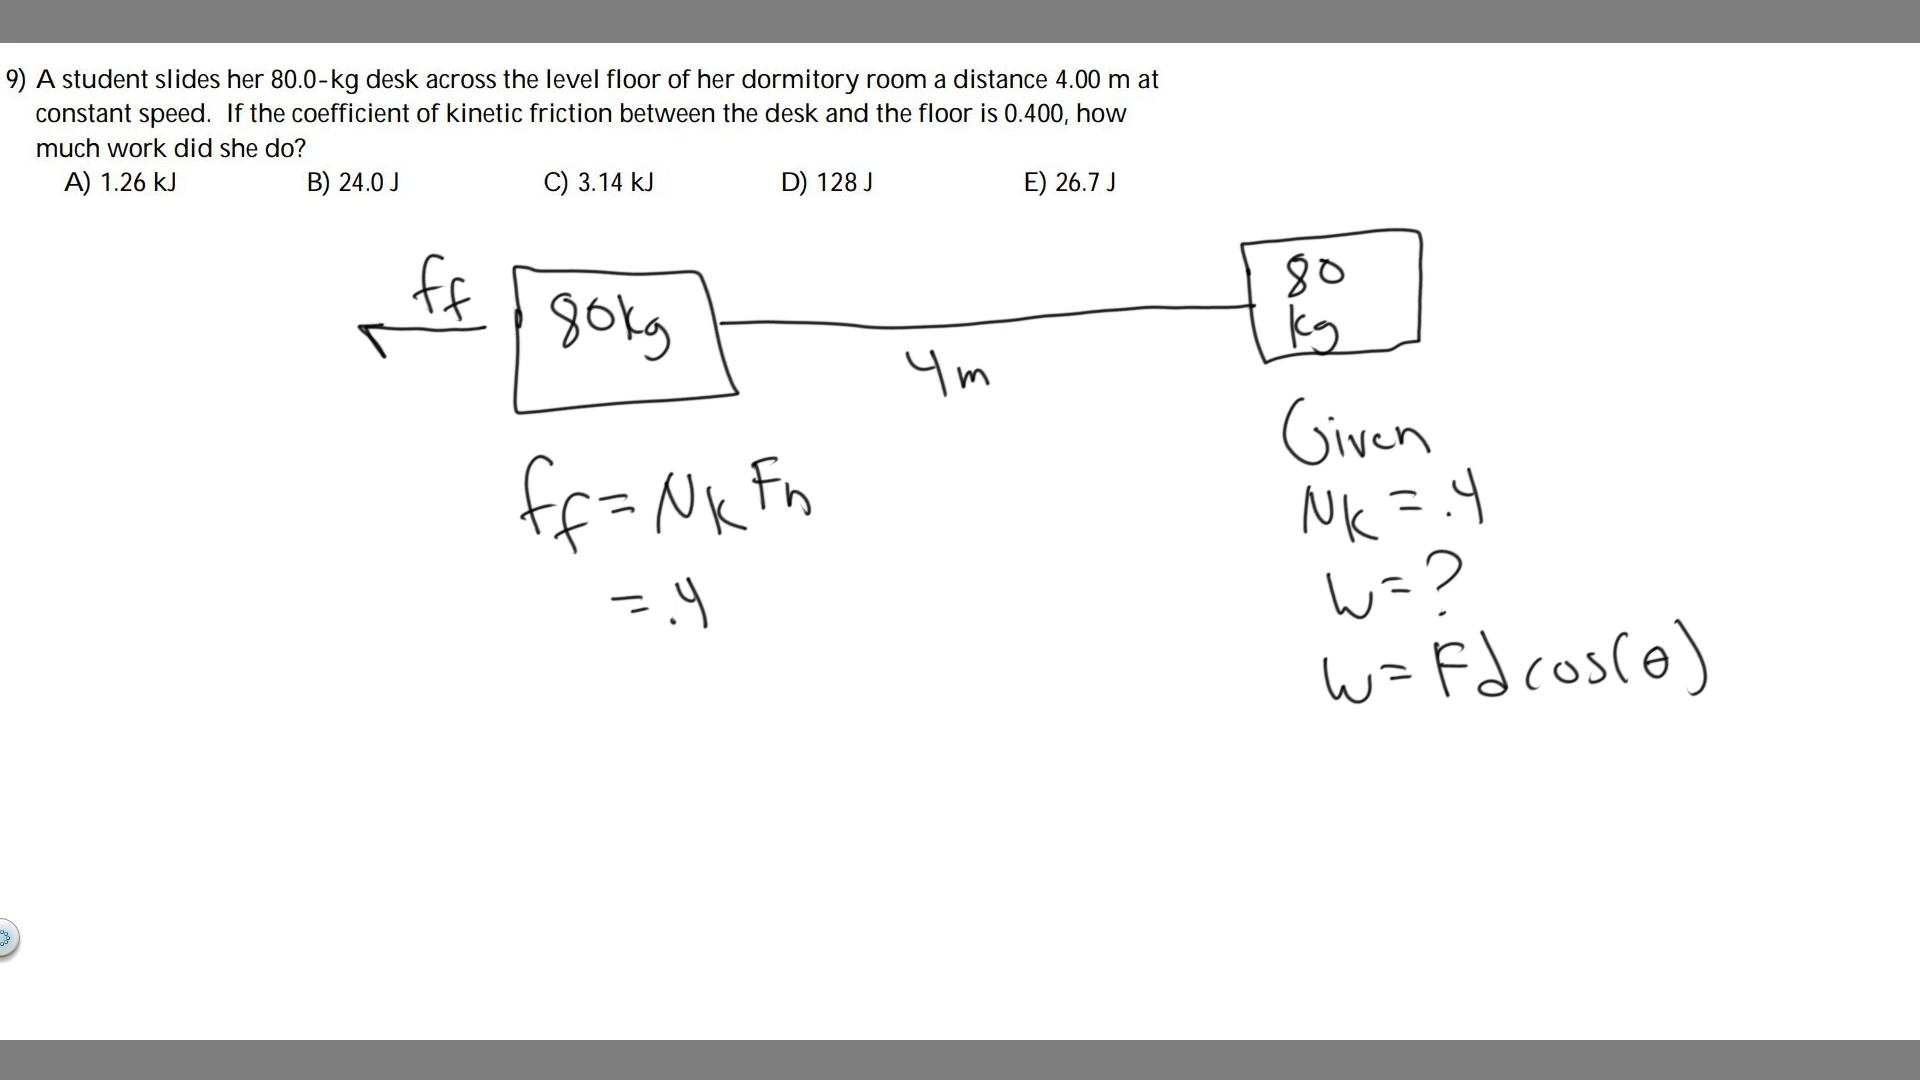 9) A student slides her 80.0-kg desk across the level floor of her dormitory room a distance 4.00 m at
constant speed. If the coefficient of kinetic friction between the desk and the floor is 0.400, how
much work did she do?
A) 1.26 kJ B) 24.0 J C) 3.14 kJ D) 128 J E) 26.7 J
ff
80kg
4m
80
kg
Given
Nk = .4
W = ?
W = Fd cos(θ)
ff = Nk Fn
= .4